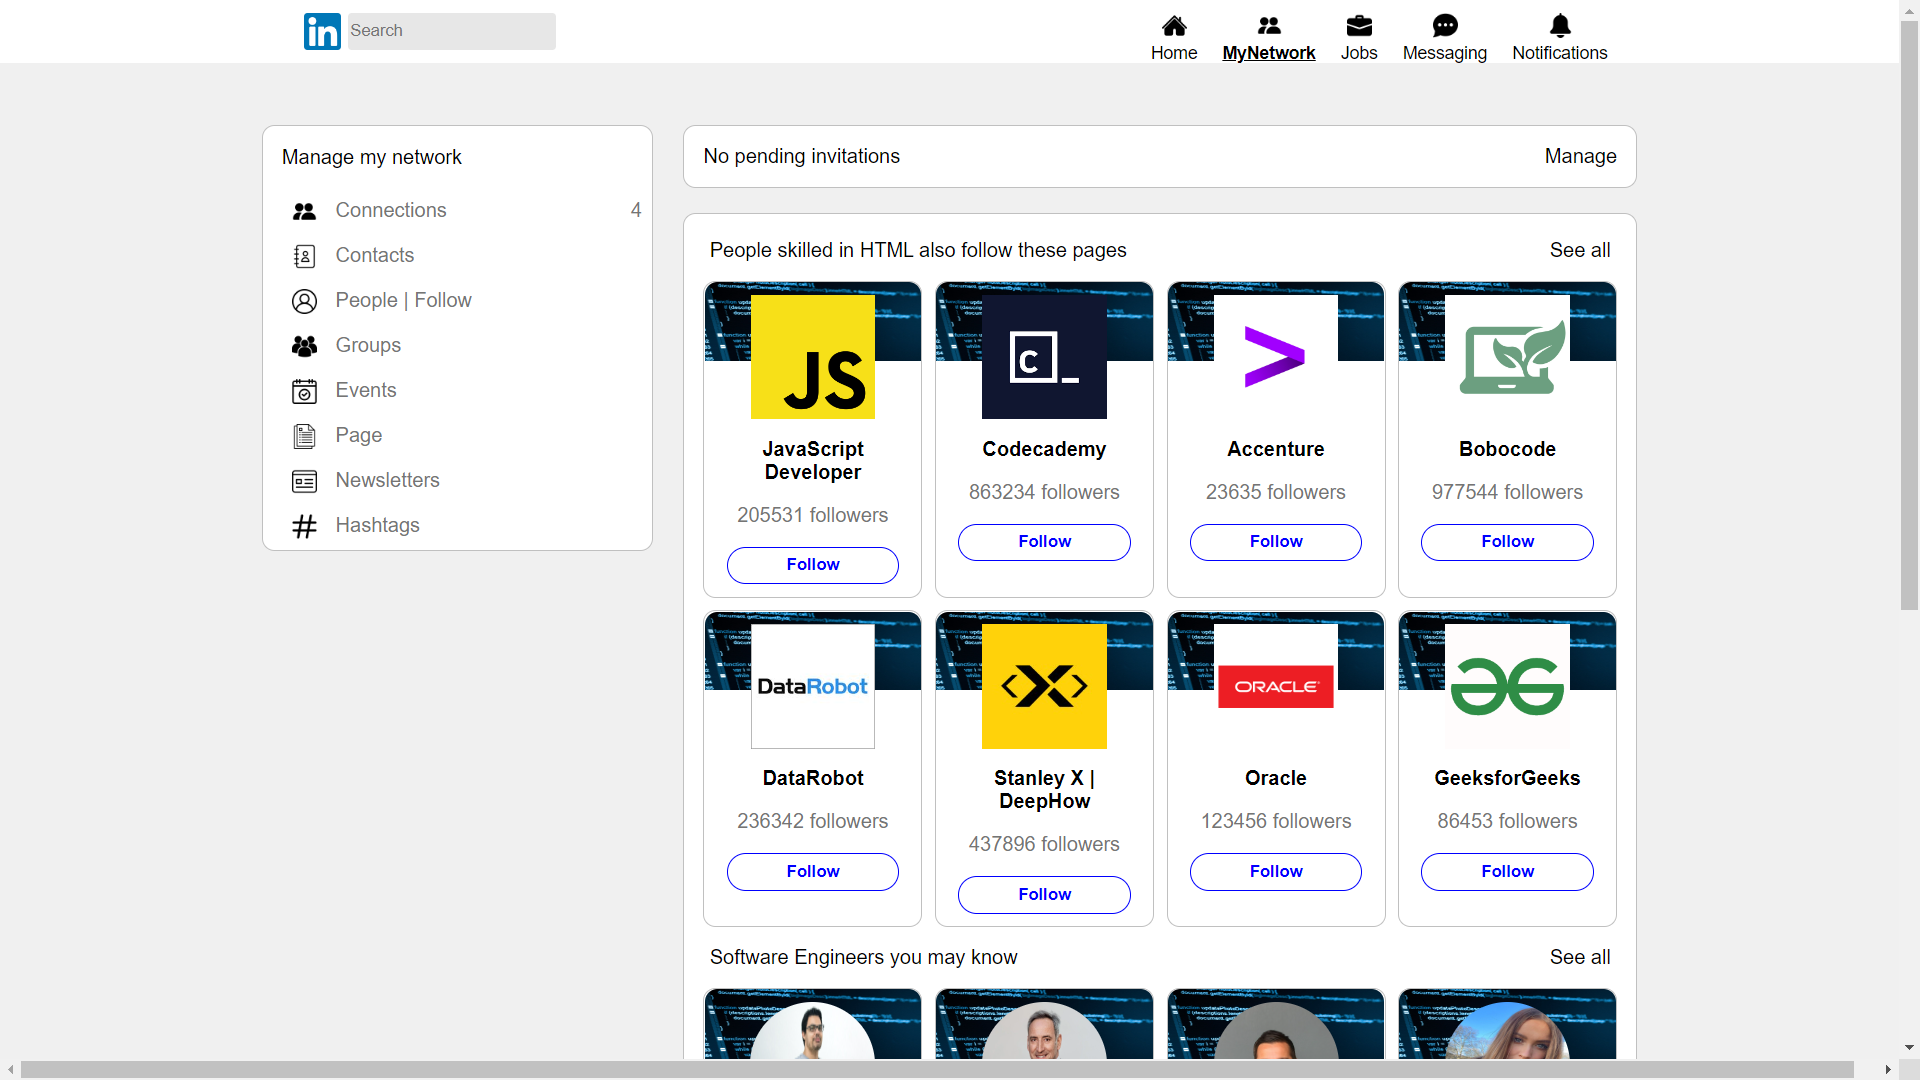 in Search
Home
MyNetwork
Jobs
Messaging
Notifications
Manage my network
Connections 4
Contacts
People | Follow
Groups
Events
Page
Newsletters
Hashtags
No pending invitations Manage
People skilled in HTML also follow these pages See all
JS
JavaScript
Developer
205531 followers
Follow
C_
Codecademy
863234 followers
Follow
Accenture
23635 followers
Follow
Bobocode
977544 followers
Follow
DataRobot
DataRobot
236342 followers
Follow
Stanley X |
DeepHow
437896 followers
Follow
ORACLE
Oracle
123456 followers
Follow
GeeksforGeeks
86453 followers
Follow
Software Engineers you may know See all